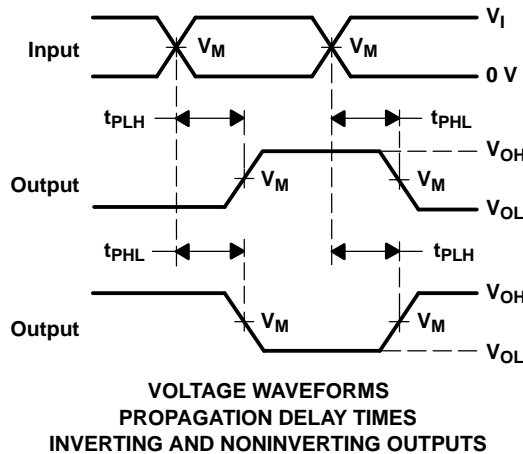 Input
V_M
V_M
V_I
0 V
t_PLH
t_PHL
Output
V_M
V_M
V_OH
V_OL
t_PHL
t_PLH
Output
V_M
V_M
V_OH
V_OL
VOLTAGE WAVEFORMS
PROPAGATION DELAY TIMES
INVERTING AND NONINVERTING OUTPUTS